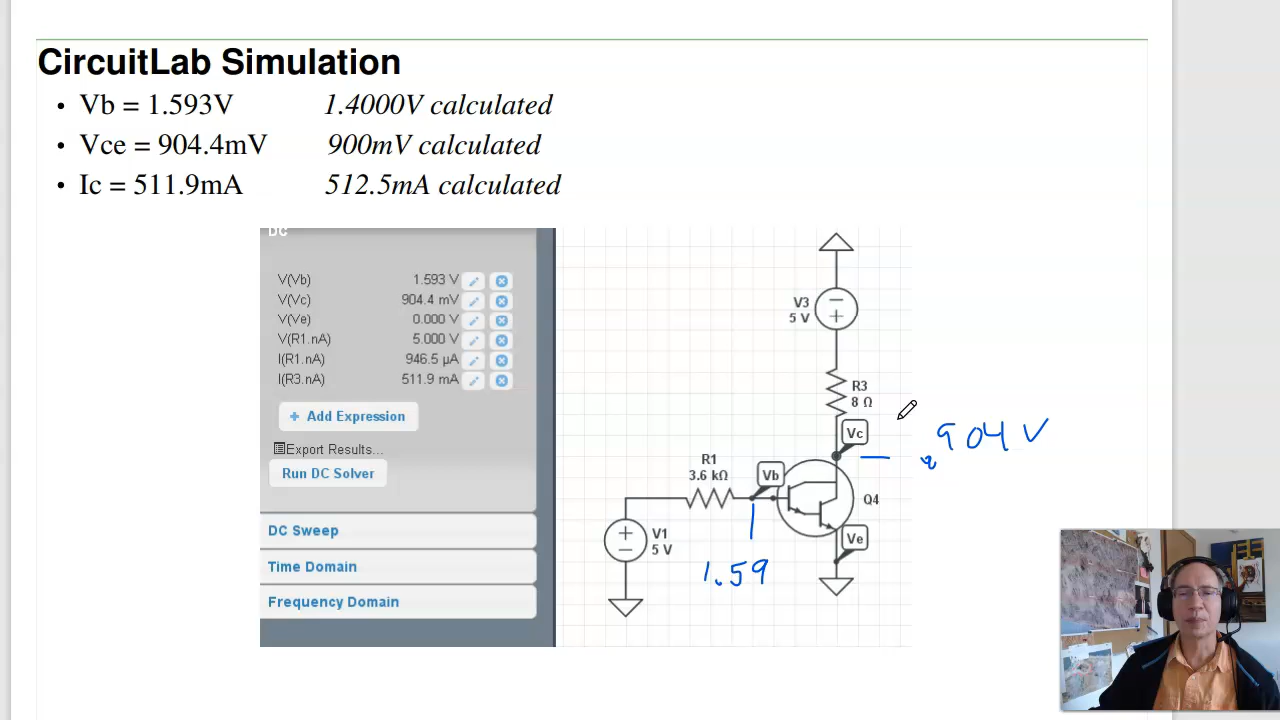 CircuitLab Simulation
• Vb = 1.593V 1.4000V calculated
• Vce = 904.4mV 900mV calculated
• Ic = 511.9mA 512.5mA calculated
DC
V(Vb) 1.593 V
V(Vc) 904.4 mV
V(Ve) 0.000 V
V(R1.nA) 5.000 V
I(R1.nA) 946.5 µA
I(R3.nA) 511.9 mA
+ Add Expression
Export Results...
Run DC Solver
DC Sweep
Time Domain
Frequency Domain
V3
5 V
R3
8 Ω
Vc
.904 V
R1
3.6 kΩ
Vb
Q4
V1
5 V
Ve
1.59